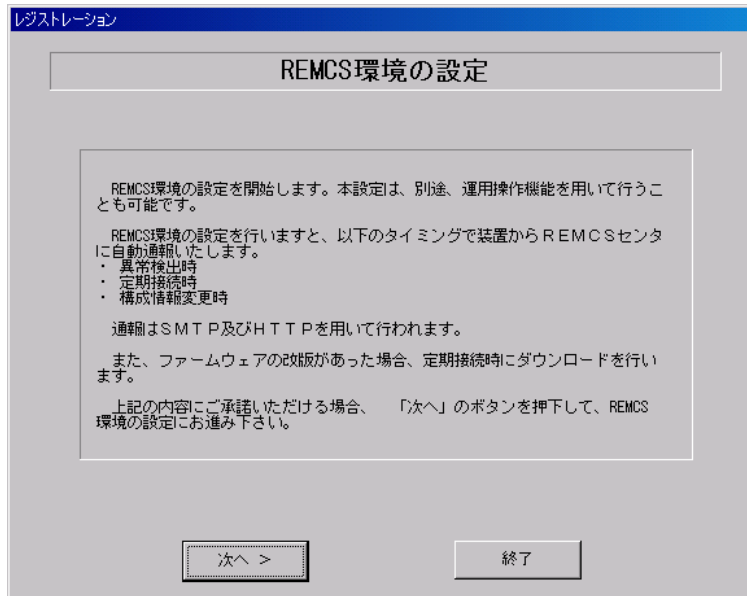 レジストレーション
REMCS環境の設定
REMCS環境の設定を開始します。本設定は、別途、運用操作機能を用いて行うこ
とも可能です。
REMCS環境の設定を行いますと、以下のタイミングで装置からＲＥＭＣＳセンタ
に自動通報いたします。
・ 異常検出時
・ 定期接続時
・ 構成情報変更時
通報はＳＭＴＰ及びＨＴＴＰを用いて行われます。
また、ファームウェアの改版があった場合、定期接続時にダウンロードを行い
ます。
上記の内容にご承諾いただける場合、　「次へ」のボタンを押下して、REMCS
環境の設定にお進み下さい。
次へ ＞
終了